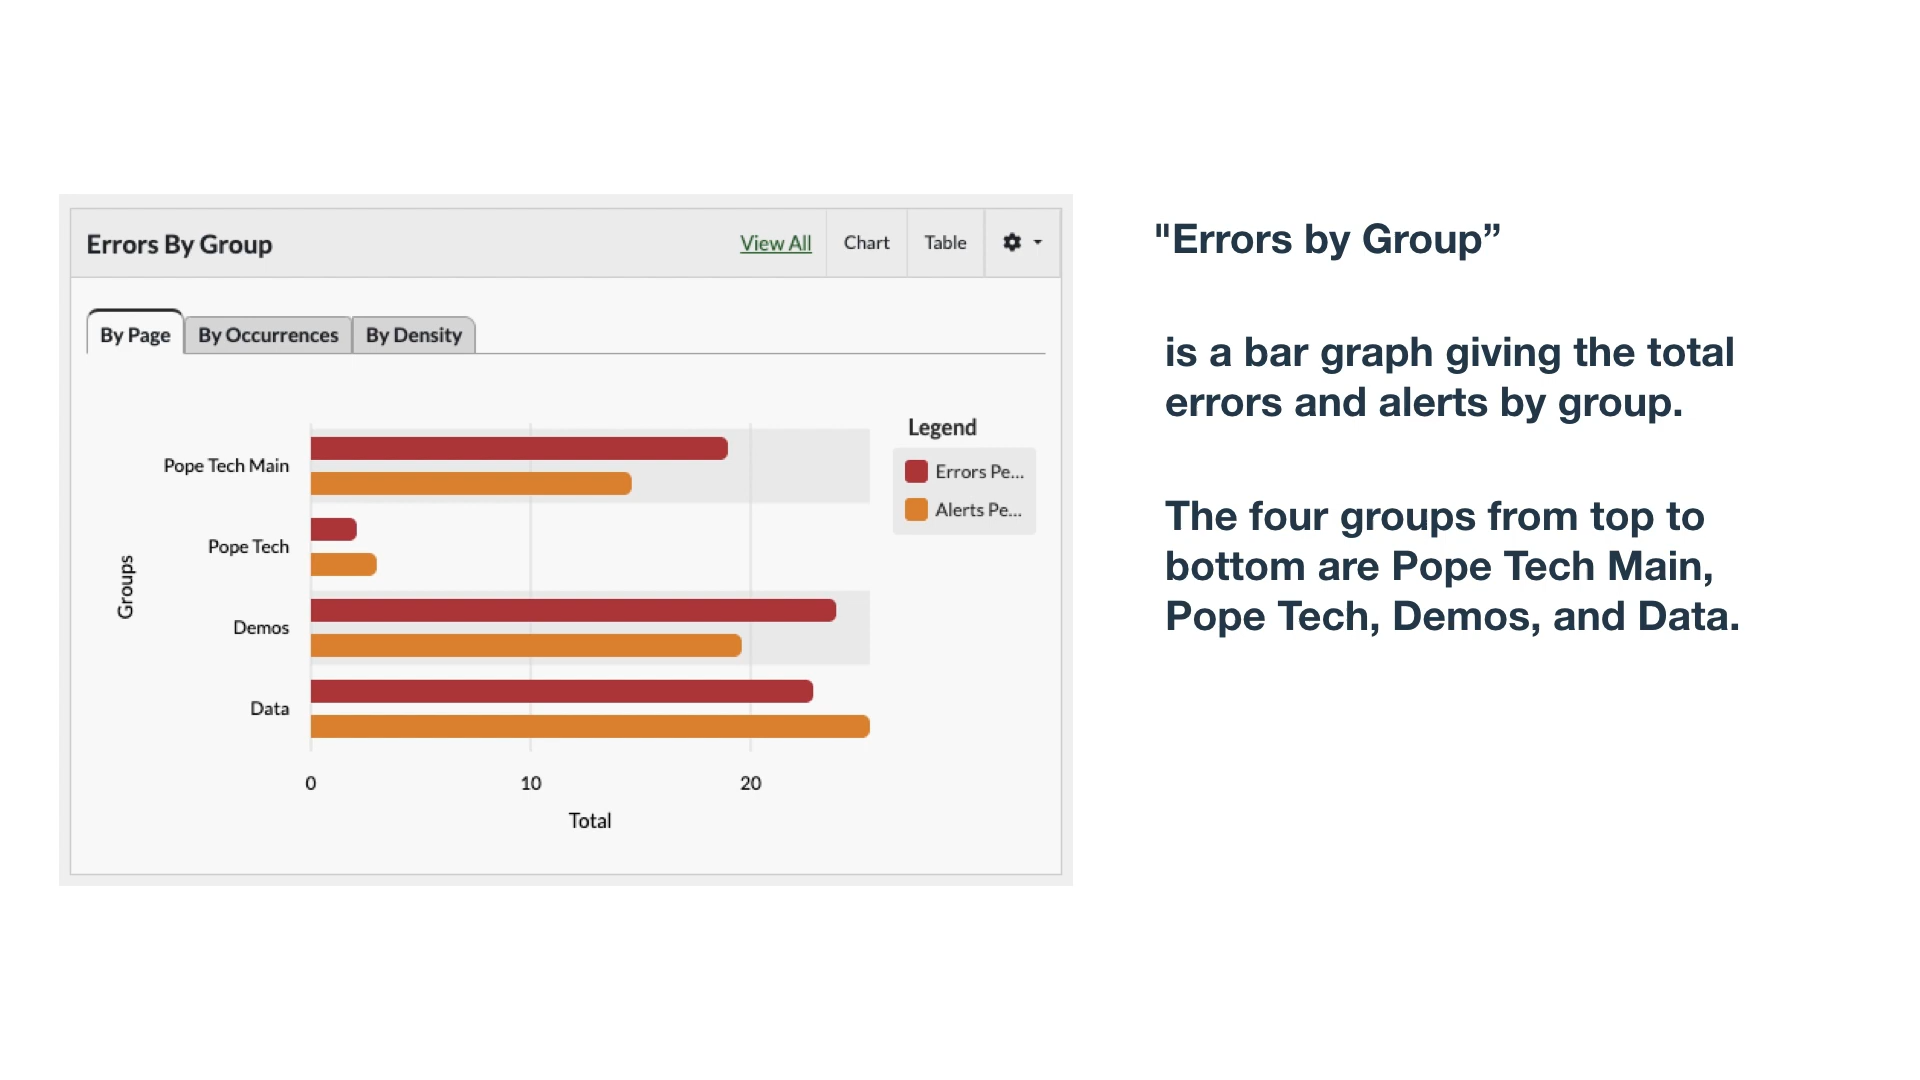 Errors By Group
View All
Chart
Table
By Page
By Occurrences
By Density
Groups
Pope Tech Main
Pope Tech
Demos
Data
0
10
20
Total
Legend
Errors Pe...
Alerts Pe...
"Errors by Group”
is a bar graph giving the total
errors and alerts by group.
The four groups from top to
bottom are Pope Tech Main,
Pope Tech, Demos, and Data.